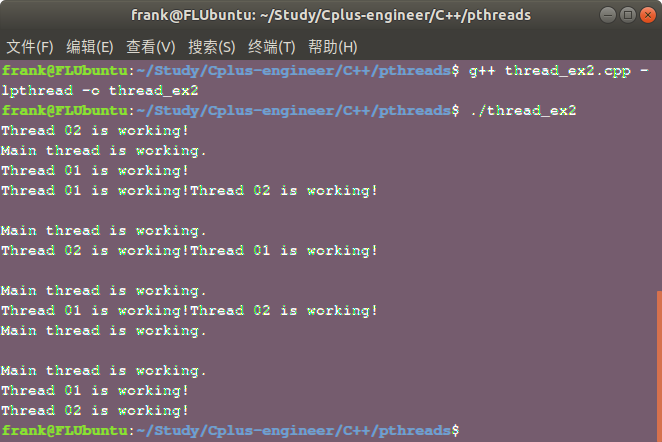 frank@FLUbuntu: ~/Study/Cplus-engineer/C++/pthreads
文件(F) 编辑(E) 查看(V) 搜索(S) 终端(T) 帮助(H)
frank@FLUbuntu:~/Study/Cplus-engineer/C++/pthreads$ g++ thread_ex2.cpp -
lpthread -o thread_ex2
frank@FLUbuntu:~/Study/Cplus-engineer/C++/pthreads$ ./thread_ex2
Thread 02 is working!
Main thread is working.
Thread 01 is working!
Thread 01 is working!Thread 02 is working!
Main thread is working.
Thread 02 is working!Thread 01 is working!
Main thread is working.
Thread 01 is working!Thread 02 is working!
Main thread is working.
Main thread is working.
Thread 01 is working!
Thread 02 is working!
frank@FLUbuntu:~/Study/Cplus-engineer/C++/pthreads$